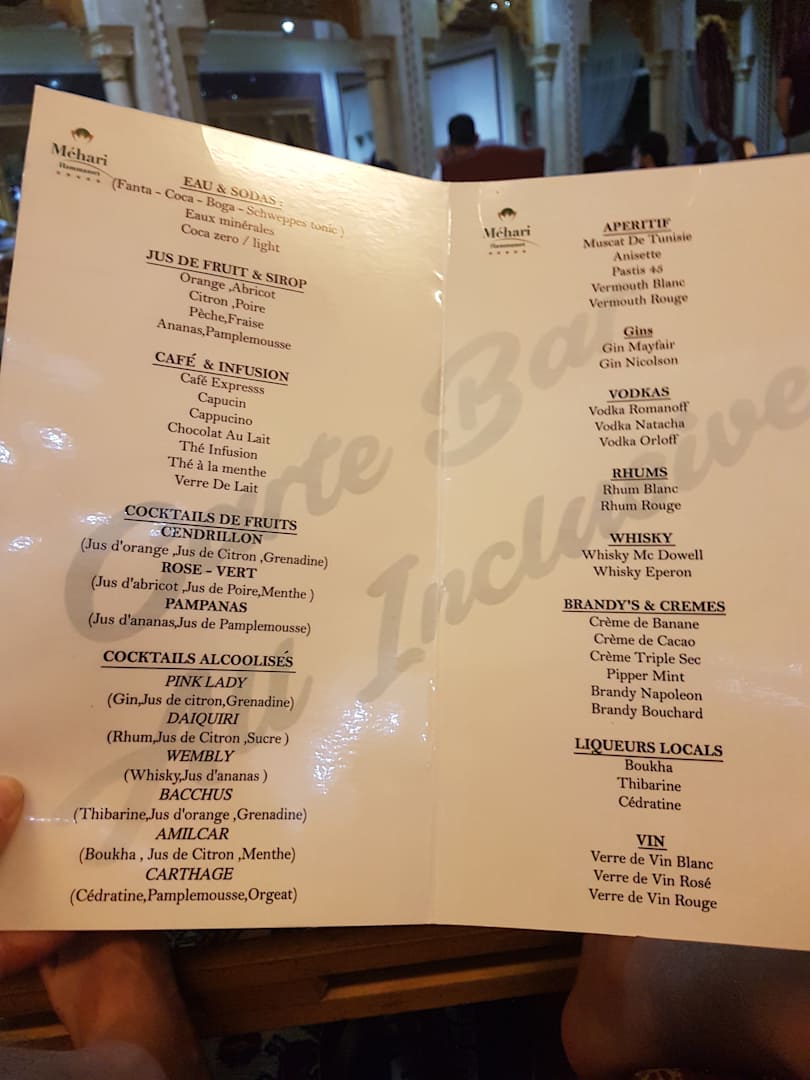 Méhari
Hammamet
EAU & SODAS :
(Fanta - Coca - Boga - Schweppes tonic )
Eaux minérales
Coca zero / light
JUS DE FRUIT & SIROP
Orange ,Abricot
Citron ,Poire
Pèche,Fraise
Ananas,Pamplemousse
CAFÉ & INFUSION
Café Expresss
Capucin
Cappucino
Chocolat Au Lait
Thé Infusion
Thé à la menthe
Verre De Lait
COCKTAILS DE FRUITS
CENDRILLON
(Jus d'orange ,Jus de Citron ,Grenadine)
ROSE - VERT
(Jus d'abricot ,Jus de Poire,Menthe )
PAMPANAS
(Jus d'ananas,Jus de Pamplemousse)
COCKTAILS ALCOOLISÉS
PINK LADY
(Gin,Jus de citron,Grenadine)
DAIQUIRI
(Rhum,Jus de Citron ,Sucre )
WEMBLY
(Whisky,Jus d'ananas )
BACCHUS
(Thibarine,Jus d'orange ,Grenadine)
AMILCAR
(Boukha , Jus de Citron ,Menthe)
CARTHAGE
(Cédratine,Pamplemousse,Orgeat)
Méhari
Hammamet
APERITIF
Muscat De Tunisie
Anisette
Pastis 45
Vermouth Blanc
Vermouth Rouge
Gins
Gin Mayfair
Gin Nicolson
VODKAS
Vodka Romanoff
Vodka Natacha
Vodka Orloff
RHUMS
Rhum Blanc
Rhum Rouge
WHISKY
Whisky Mc Dowell
Whisky Eperon
BRANDY'S & CREMES
Crème de Banane
Crème de Cacao
Crème Triple Sec
Pipper Mint
Brandy Napoleon
Brandy Bouchard
LIQUEURS LOCALS
Boukha
Thibarine
Cédratine
VIN
Verre de Vin Blanc
Verre de Vin Rosé
Verre de Vin Rouge
Carte Bar
All Inclusive